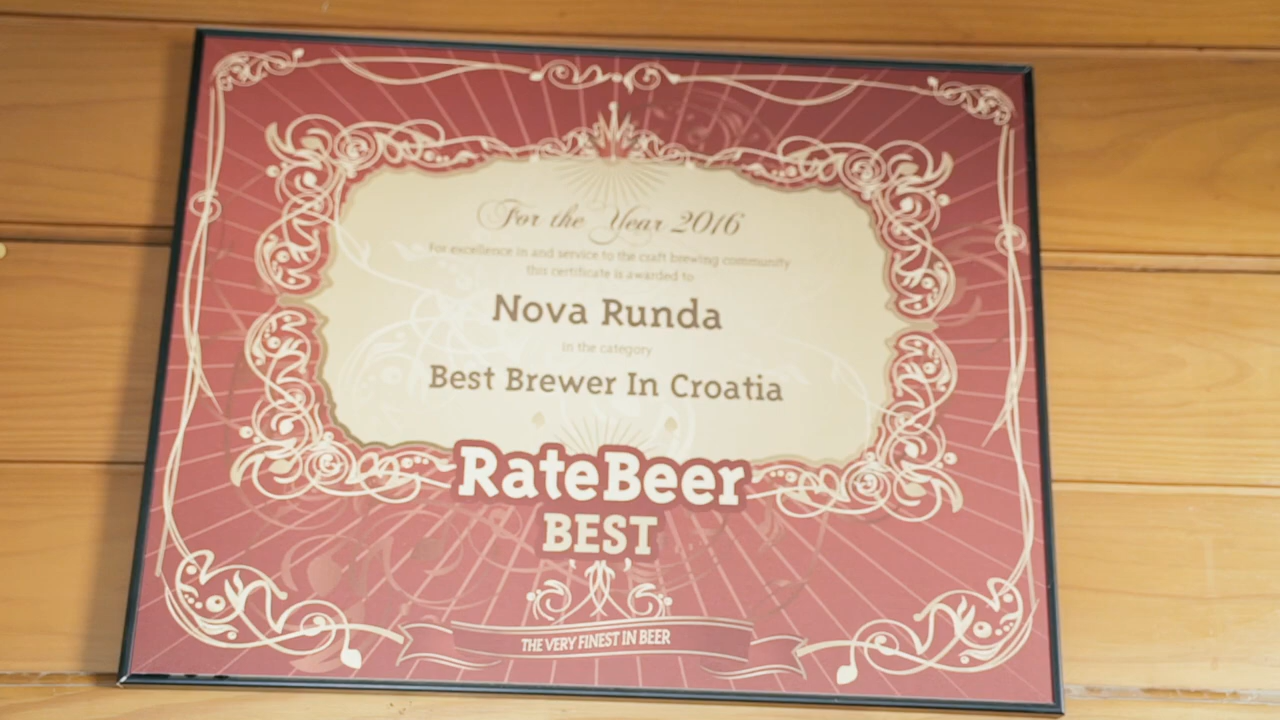 For the Year 2016
For excellence in and service to the craft brewing community
this certificate is awarded to
Nova Runda
in the category
Best Brewer In Croatia
RateBeer
BEST
THE VERY FINEST IN BEER